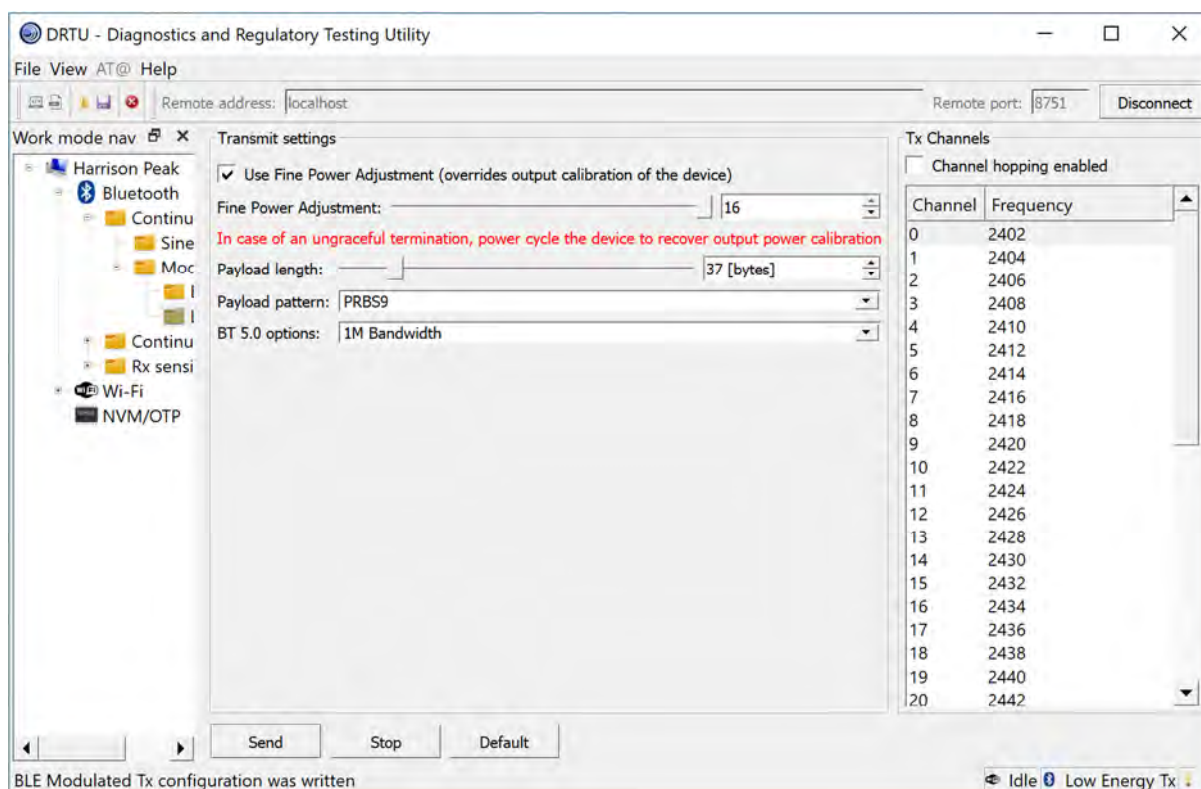 DRTU - Diagnostics and Regulatory Testing Utility
File View AT@ Help
Remote address: localhost Remote port: 8751 Disconnect
Work mode nav
Harrison Peak
Bluetooth
Continu
Sine
Moc
Continu
Rx sensi
Wi-Fi
NVM/OTP
Transmit settings
Use Fine Power Adjustment (overrides output calibration of the device)
Fine Power Adjustment: 16
In case of an ungraceful termination, power cycle the device to recover output power calibration
Payload length: 37 [bytes]
Payload pattern: PRBS9
BT 5.0 options: 1M Bandwidth
Tx Channels
Channel hopping enabled
Channel Frequency
0 2402
1 2404
2 2406
3 2408
4 2410
5 2412
6 2414
7 2416
8 2418
9 2420
10 2422
11 2424
12 2426
13 2428
14 2430
15 2432
16 2434
17 2436
18 2438
19 2440
20 2442
Send Stop Default
BLE Modulated Tx configuration was written Idle Low Energy Tx